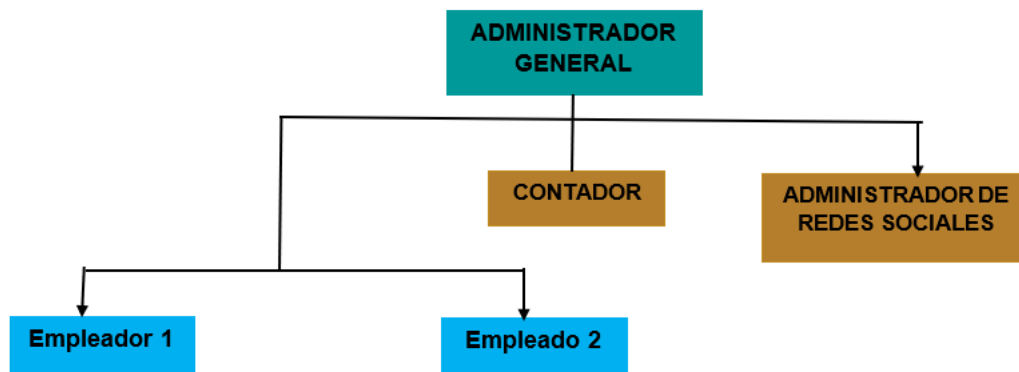 ADMINISTRADOR
GENERAL
CONTADOR
ADMINISTRADOR DE
REDES SOCIALES
Empleador 1
Empleado 2